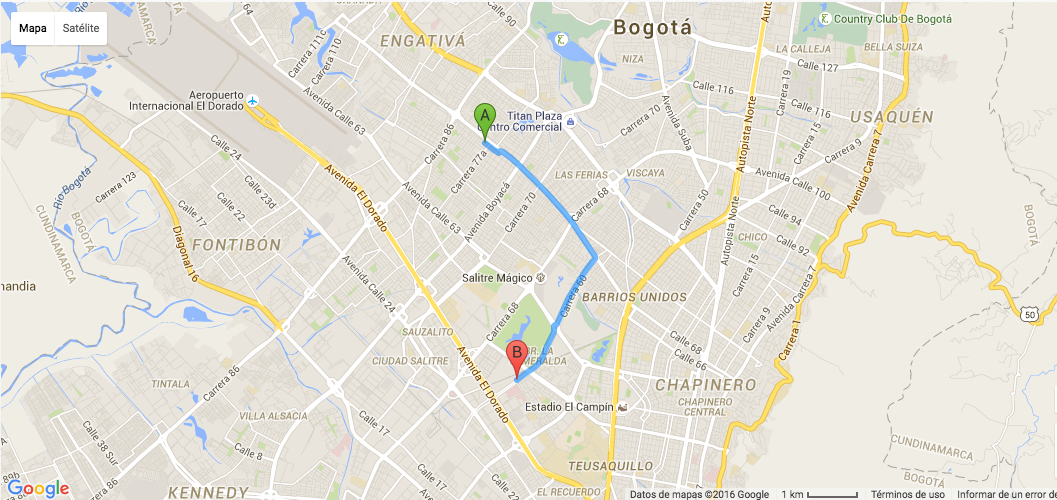 Mapa
Satélite
Bogotá
Country Club De Bogotá
ENGATIVÁ
Carrera 90
Carrera 111c
Carrera 110
NIZA
LA CALLEJA
BELLA SUIZA
Calle 127
Carrera 19
Calle 116
Calle 116
Aeropuerto
Internacional El Dorado
Avenida Calle 63
Carrera 86
A
Titan Plaza
Centro Comercial
Carrera 70
Avenida Suba
Autopista Norte
Carrera 15
USAQUÉN
Carrera 9
Avenida Carrera 7
Calle 24
Carrera 77a
Río Bogotá
Carrera 123
Calle 23d
Calle 22
Calle 17
Avenida El Dorado
Avenida Calle 63
Avenida Boyacá
Carrera 70
LAS FERIAS
VISCAYA
Carrera 68
Carrera 50
Avenida Calle 100
Calle 94
CUNDINAMARCA
BOGOTÁ
FONTIBÓN
Diagonal 16
Autopista Norte
CHICO
Calle 92
BOGOTÁ
CUNDINAMARCA
nandia
Avenida Calle 24
Salitre Mágico
Carrera 60
BARRIOS UNIDOS
Carrera 7
Carrera 15
Carrera 9
Carrera 1
50
SAUZALITO
Carrera 68
Calle 68
Calle 66
CIUDAD SALITRE
Avenida El Dorado
B
CHAPINERO
CHAPINERO
CENTRAL
TINTALA
Carrera 86
VILLA ALSACIA
Calle 17
Estadio El Campín
Calle 38 Sur
Calle 8
TEUSAQUILLO
CUNDINAMARCA
BOGOTÁ
Google
KENNEDY
EL RECUERDO
Datos de mapas ©2016 Google
1 km
Términos de uso
Informar de un error d